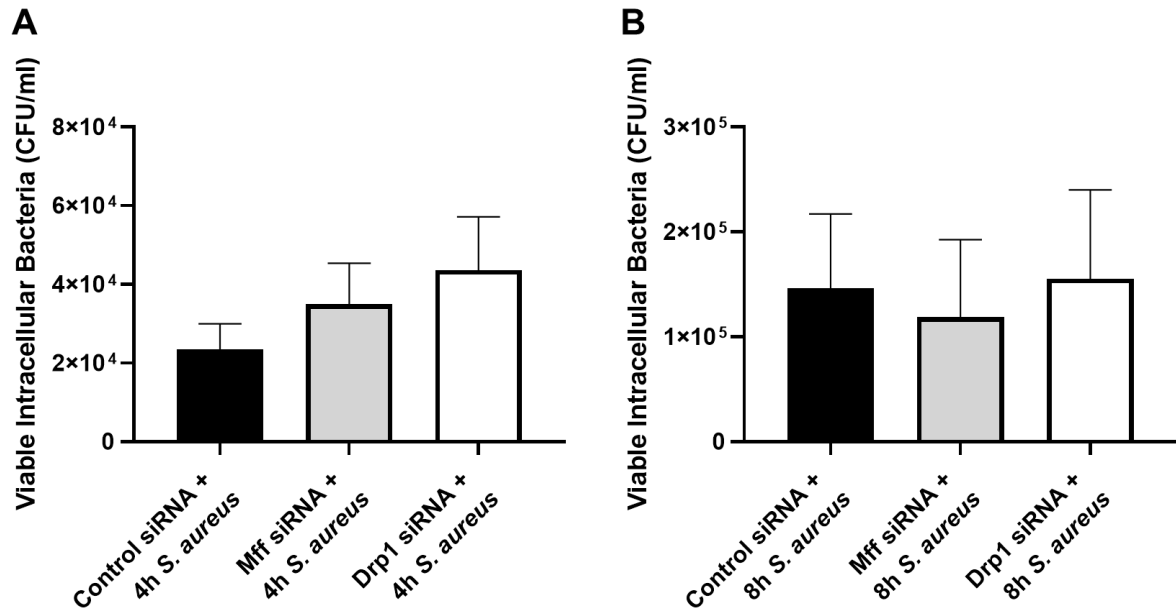 A
Viable Intracellular Bacteria (CFU/ml)
8×10⁴
6×10⁴
4×10⁴
2×10⁴
0
Control siRNA +
4h S. aureus
Mff siRNA +
4h S. aureus
Drp1 siRNA +
4h S. aureus
B
Viable Intracellular Bacteria (CFU/ml)
3×10⁵
2×10⁵
1×10⁵
0
Control siRNA +
8h S. aureus
Mff siRNA +
8h S. aureus
Drp1 siRNA +
8h S. aureus